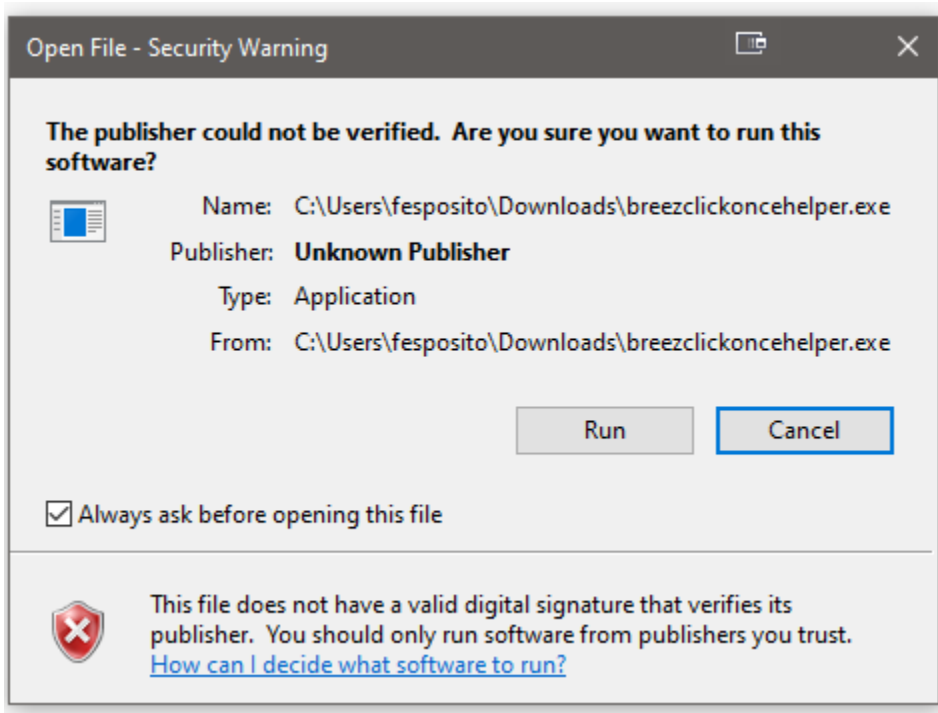 Open File - Security Warning
The publisher could not be verified.  Are you sure you want to run this
software?
Name: C:\Users\fesposito\Downloads\breezclickoncehelper.exe
Publisher: Unknown Publisher
Type: Application
From: C:\Users\fesposito\Downloads\breezclickoncehelper.exe
Run Cancel
Always ask before opening this file
This file does not have a valid digital signature that verifies its
publisher.  You should only run software from publishers you trust.
How can I decide what software to run?